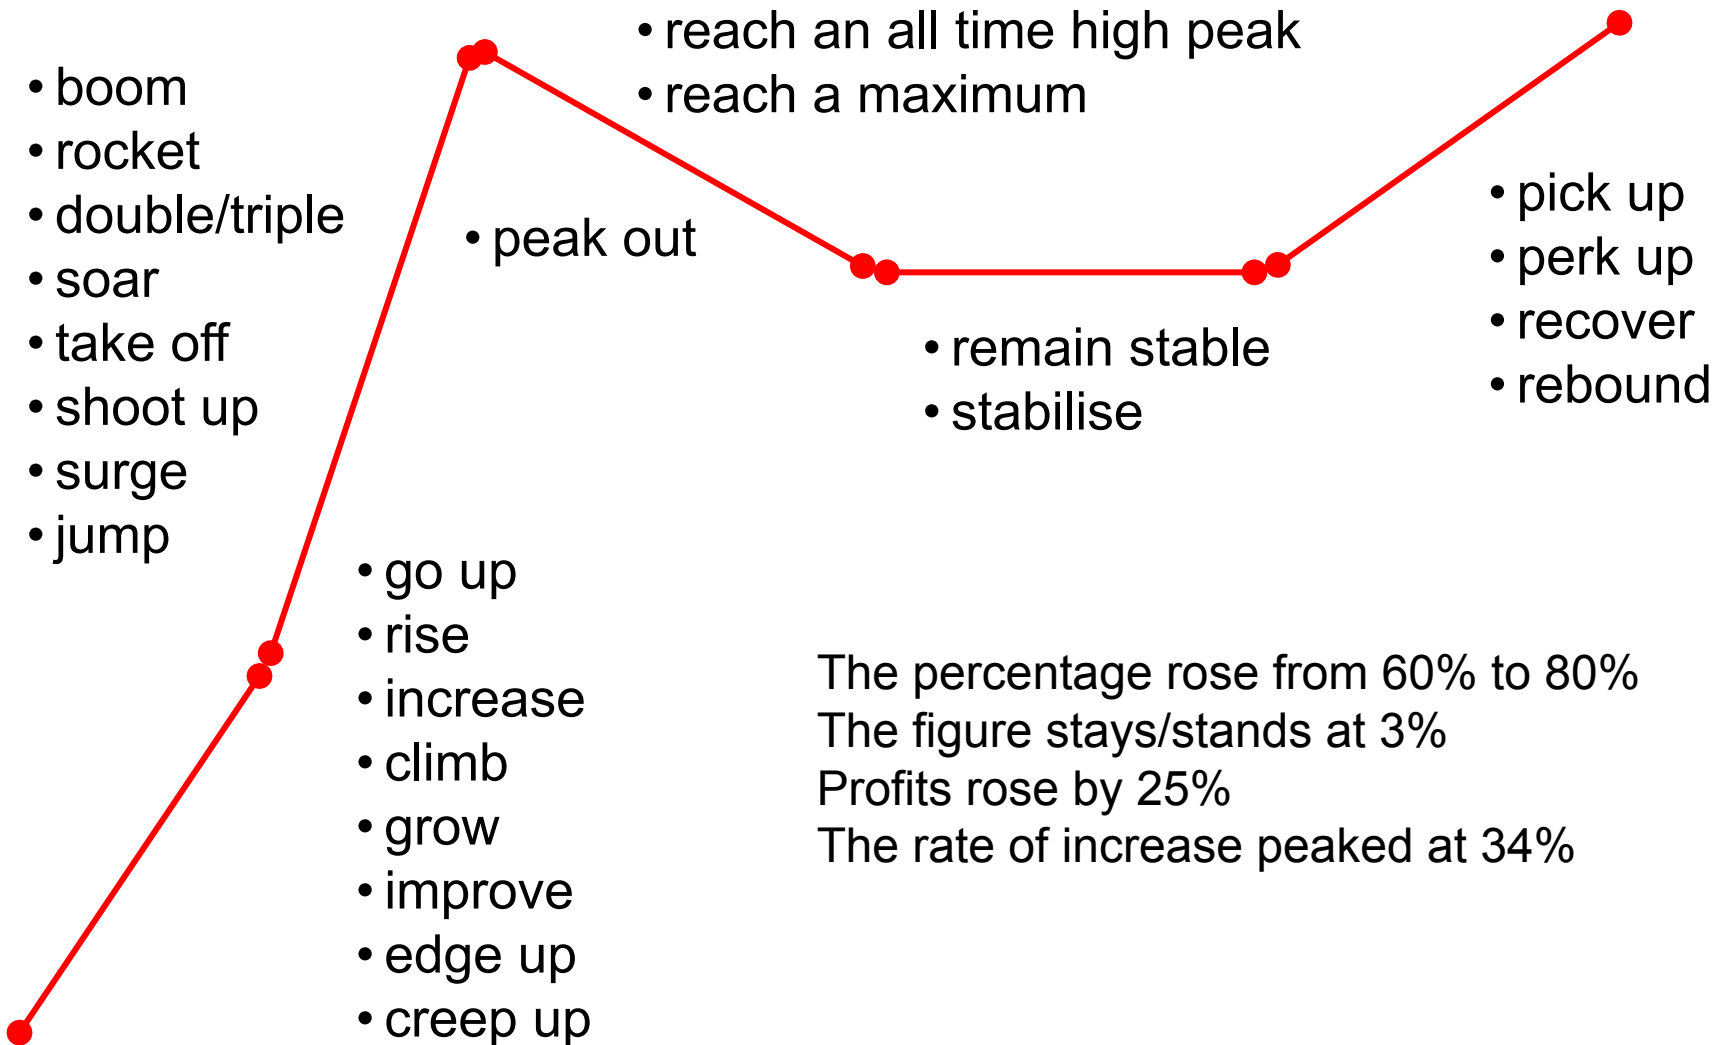 • reach an all time high peak
• reach a maximum
• boom
• rocket
• double/triple
• soar
• take off
• shoot up
• surge
• jump
• peak out
• remain stable
• stabilise
• pick up
• perk up
• recover
• rebound
• go up
• rise
• increase
• climb
• grow
• improve
• edge up
• creep up
The percentage rose from 60% to 80%
The figure stays/stands at 3%
Profits rose by 25%
The rate of increase peaked at 34%